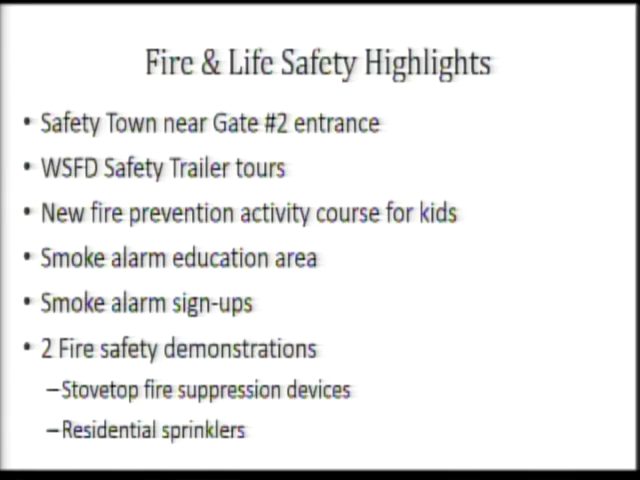 Fire & Life Safety Highlights
• Safety Town near Gate #2 entrance
• WSFD Safety Trailer tours
• New fire prevention activity course for kids
• Smoke alarm education area
• Smoke alarm sign-ups
• 2 Fire safety demonstrations
–Stovetop fire suppression devices
–Residential sprinklers